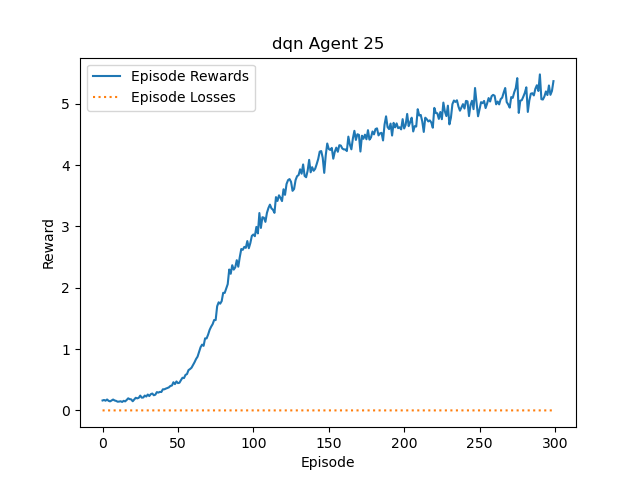 dqn Agent 25
Episode Rewards
Episode Losses
Reward
5
4
3
2
1
0
0 50 100 150 200 250 300
Episode